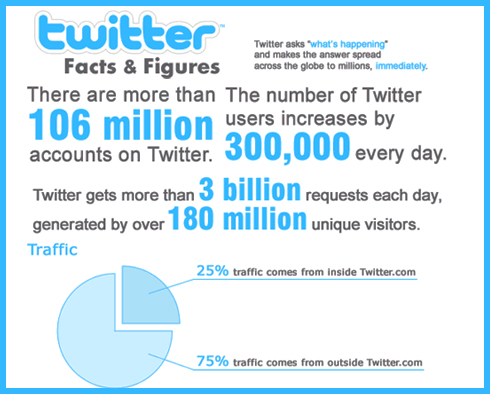 twitter™
Facts & Figures
Twitter asks "what's happening"
and makes the answer spread
across the globe to millions, immediately.
There are more than
106 million
accounts on Twitter.
The number of Twitter
users increases by
300,000 every day.
Twitter gets more than 3 billion requests each day,
generated by over 180 million unique visitors.
Traffic
25% traffic comes from inside Twitter.com
75% traffic comes from outside Twitter.com